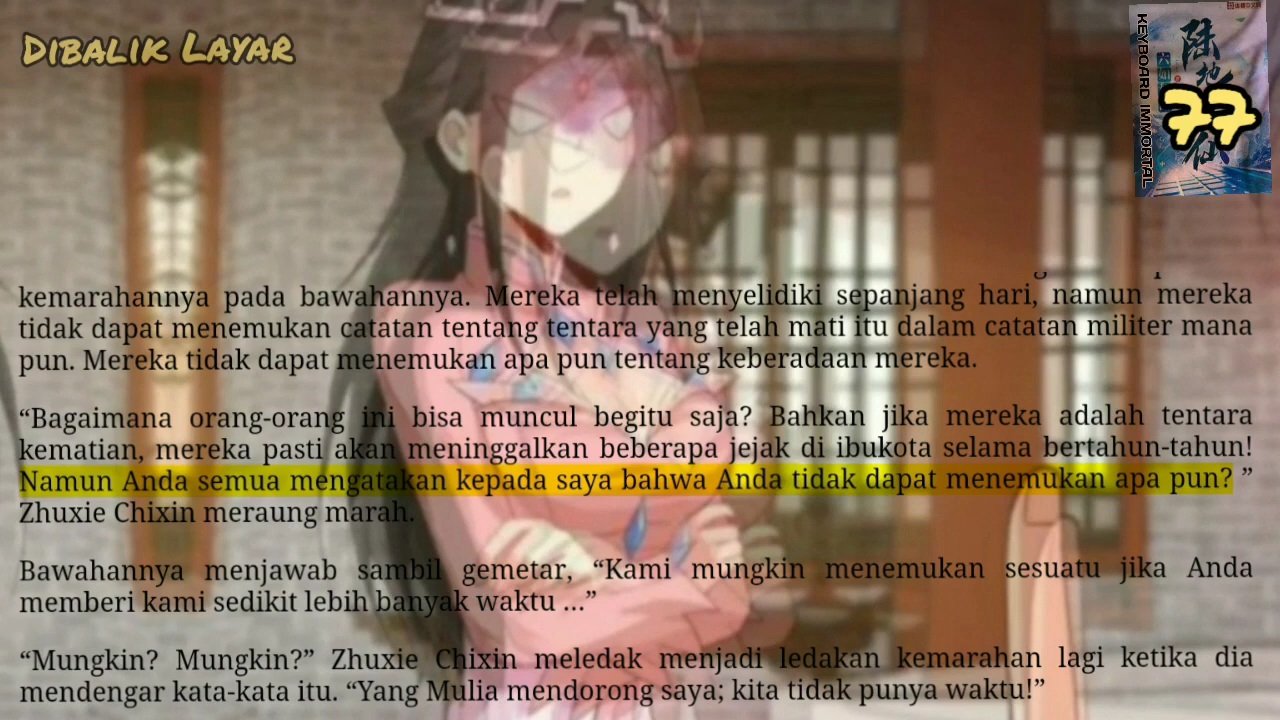 DIBALIK LAYAR
KEYBOARD IMMORTAL
陆地
仙
77
kemarahannya pada bawahannya. Mereka telah menyelidiki sepanjang hari, namun mereka
tidak dapat menemukan catatan tentang tentara yang telah mati itu dalam catatan militer mana
pun. Mereka tidak dapat menemukan apa pun tentang keberadaan mereka.
“Bagaimana orang-orang ini bisa muncul begitu saja? Bahkan jika mereka adalah tentara
kematian, mereka pasti akan meninggalkan beberapa jejak di ibukota selama bertahun-tahun!
Namun Anda semua mengatakan kepada saya bahwa Anda tidak dapat menemukan apa pun? ”
Zhuxie Chixin meraung marah.
Bawahannya menjawab sambil gemetar, “Kami mungkin menemukan sesuatu jika Anda
memberi kami sedikit lebih banyak waktu ...”
“Mungkin? Mungkin?” Zhuxie Chixin meledak menjadi ledakan kemarahan lagi ketika dia
mendengar kata-kata itu. “Yang Mulia mendorong saya; kita tidak punya waktu!”